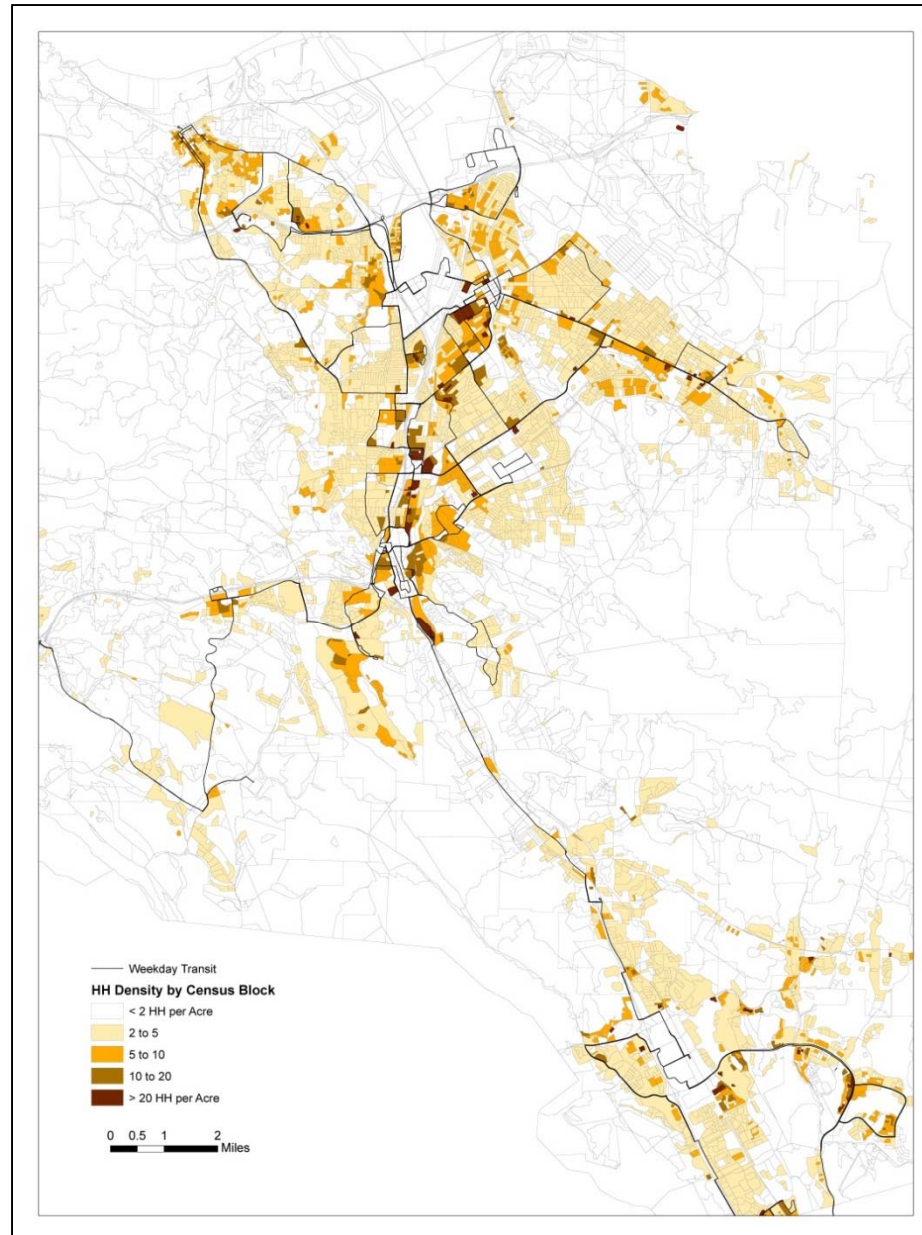 Weekday Transit
HH Density by Census Block
< 2 HH per Acre
2 to 5
5 to 10
10 to 20
> 20 HH per Acre
0 0.5 1 2
Miles